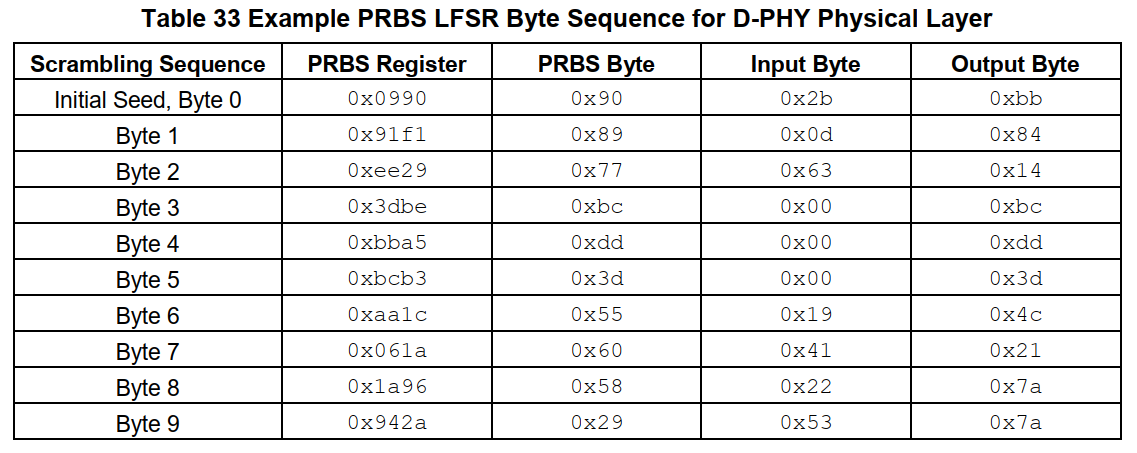 Table 33 Example PRBS LFSR Byte Sequence for D-PHY Physical Layer
Scrambling Sequence PRBS Register PRBS Byte Input Byte Output Byte
Initial Seed, Byte 0 0x0990 0x90 0x2b 0xbb
Byte 1 0x91f1 0x89 0x0d 0x84
Byte 2 0xee29 0x77 0x63 0x14
Byte 3 0x3dbe 0xbc 0x00 0xbc
Byte 4 0xbba5 0xdd 0x00 0xdd
Byte 5 0xbcb3 0x3d 0x00 0x3d
Byte 6 0xaa1c 0x55 0x19 0x4c
Byte 7 0x061a 0x60 0x41 0x21
Byte 8 0x1a96 0x58 0x22 0x7a
Byte 9 0x942a 0x29 0x53 0x7a